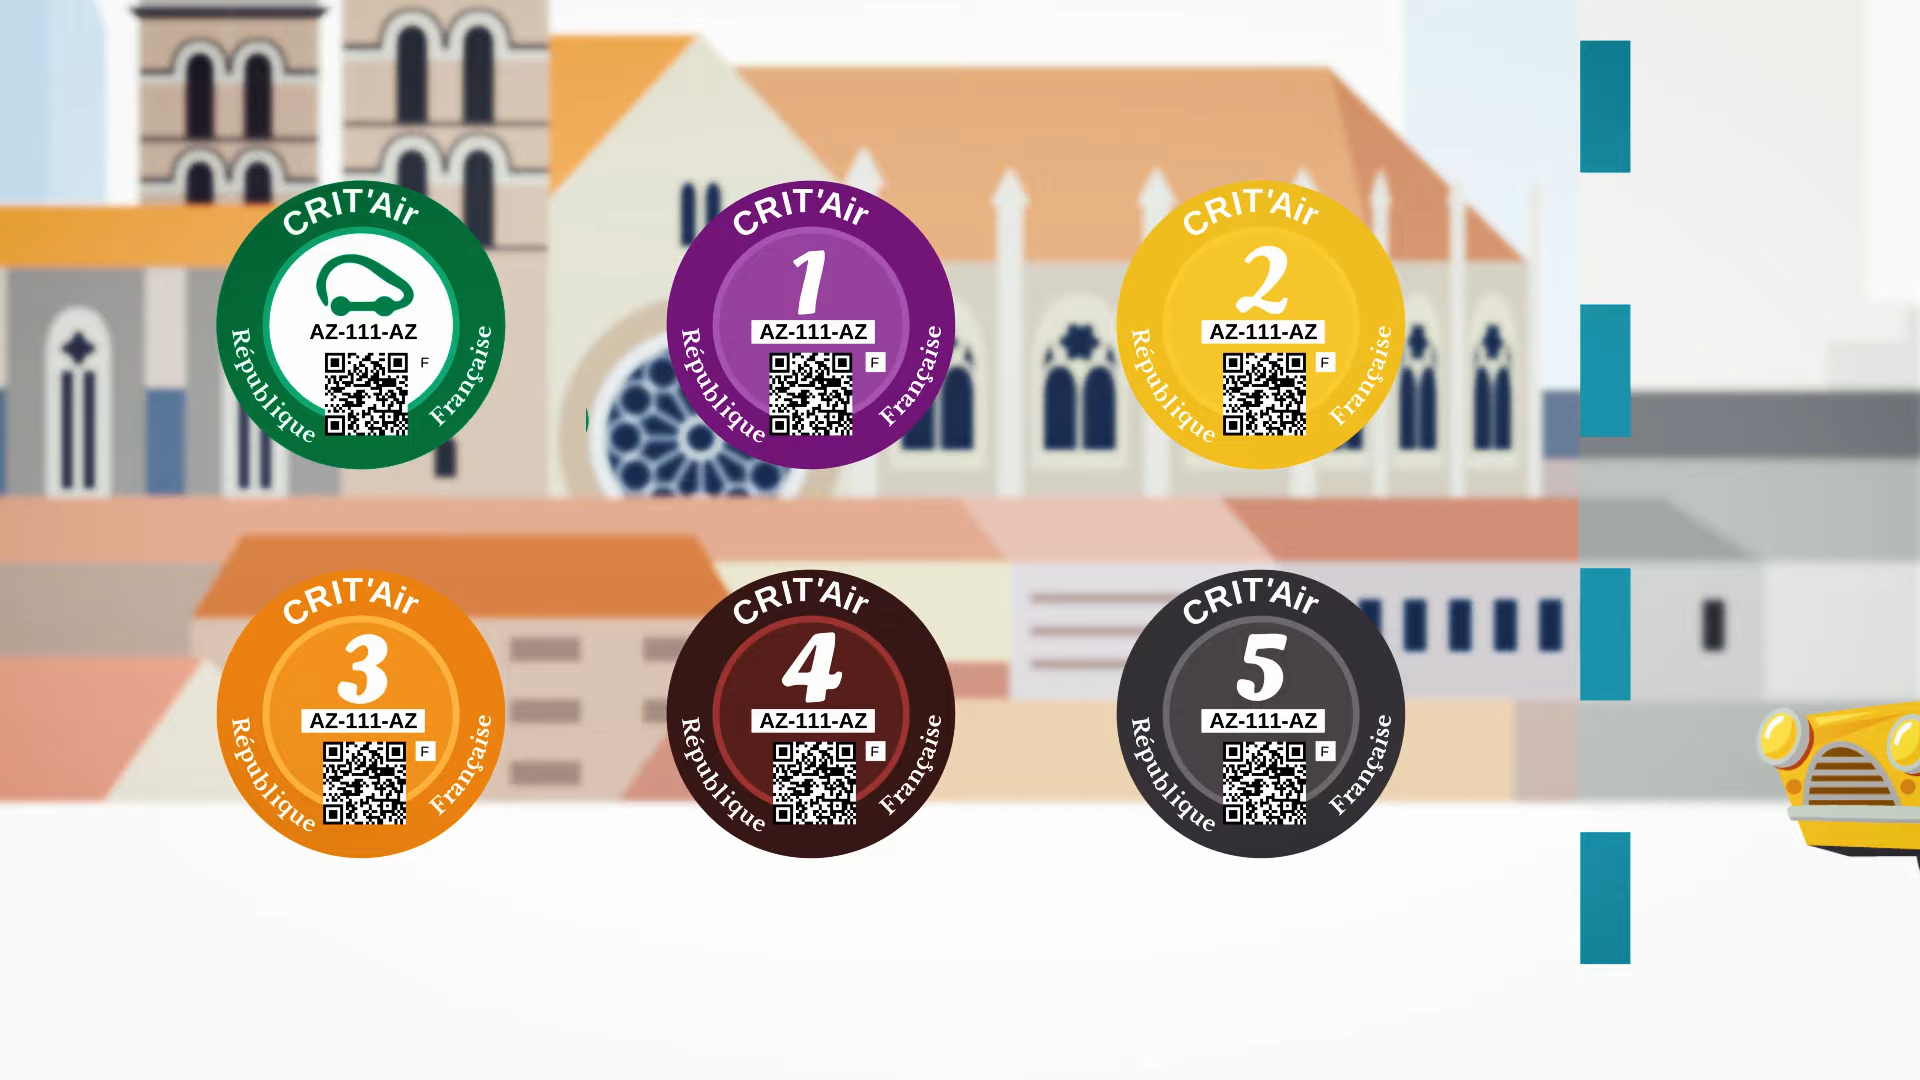 CRIT'Air
AZ-111-AZ
F
République Française
CRIT'Air
1
AZ-111-AZ
F
République Française
CRIT'Air
2
AZ-111-AZ
F
République Française
CRIT'Air
3
AZ-111-AZ
F
République Française
CRIT'Air
4
AZ-111-AZ
F
République Française
CRIT'Air
5
AZ-111-AZ
F
République Française